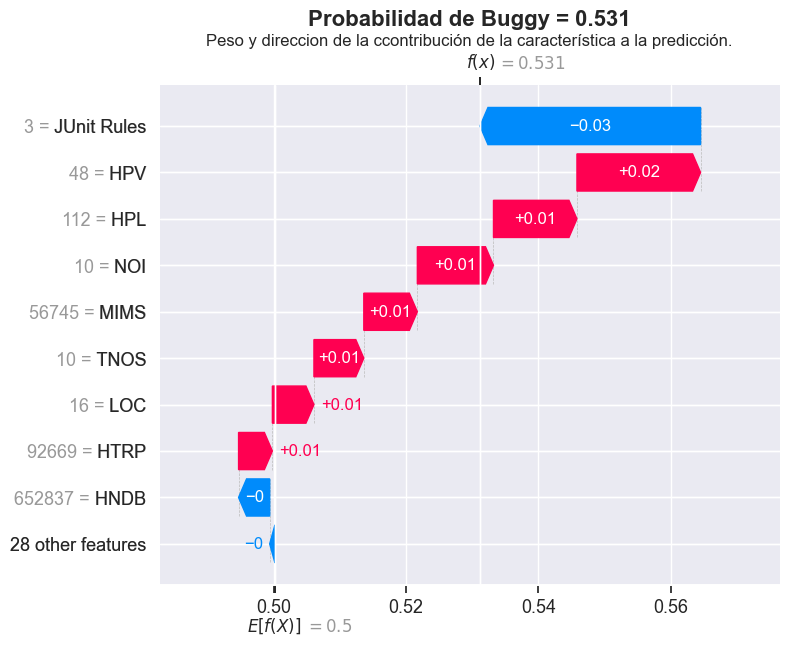 Probabilidad de Buggy = 0.531
Peso y direccion de la ccontribución de la característica a la predicción.
f(x) = 0.531
3 = JUnit Rules
−0.03
48 = HPV
+0.02
112 = HPL
+0.01
10 = NOI
+0.01
56745 = MIMS
+0.01
10 = TNOS
+0.01
16 = LOC
+0.01
92669 = HTRP
+0.01
652837 = HNDB
−0
28 other features
−0
0.50 0.52 0.54 0.56
E[f(X)] = 0.5